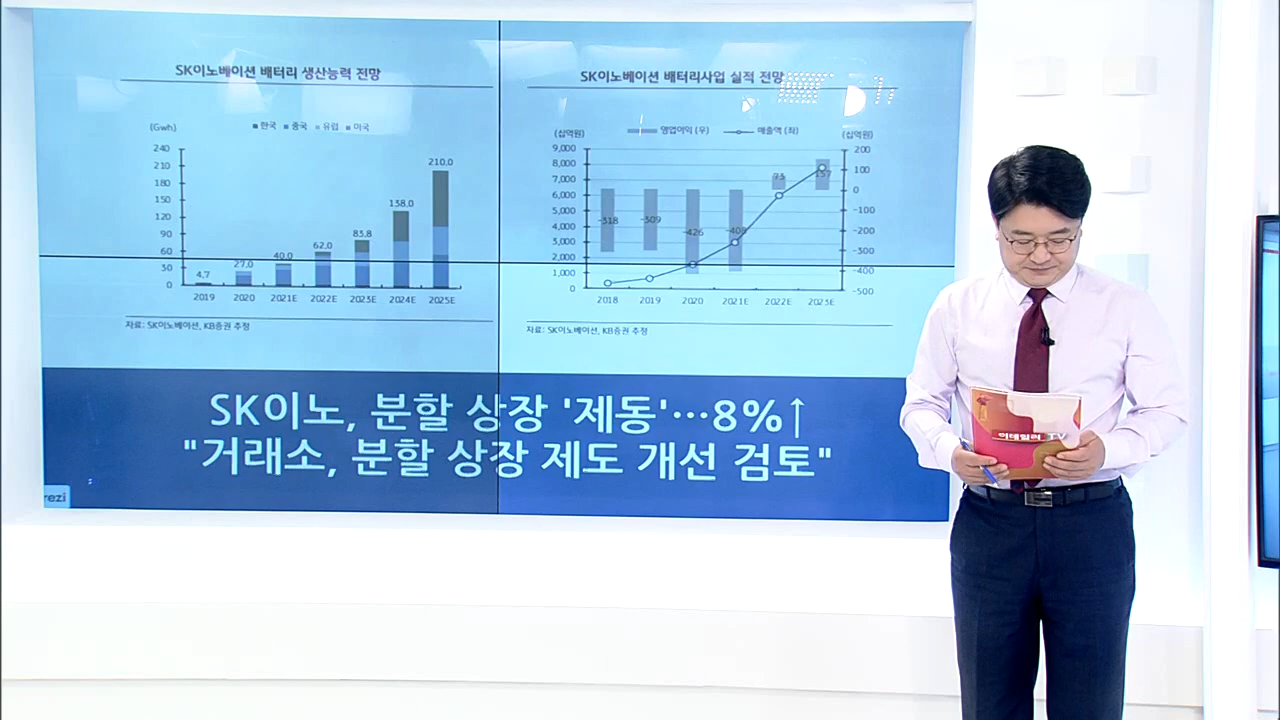 SK이노베이션 배터리 생산능력 전망
(Gwh)
■한국 ■중국 ■유럽 ■미국
240
210
180
150
120
90
60
30
0
4.7
27.0
40.0
62.0
83.8
138.0
210.0
2019 2020 2021E 2022E 2023E 2024E 2025E
자료: SK이노베이션, KB증권 추정
SK이노베이션 배터리사업 실적 전망
(십억원)
영업이익 (우) 매출액 (좌)
(십억원)
9,000
8,000
7,000
6,000
5,000
4,000
3,000
2,000
1,000
0
-318
-309
-426
73
200
100
0
-100
-200
-300
-400
-500
2018 2019 2020 2021E 2022E 2023E
자료: SK이노베이션, KB증권 추정
SK이노, 분할 상장 '제동'…8%↑
"거래소, 분할 상장 제도 개선 검토"
rezi
이데일리 TV